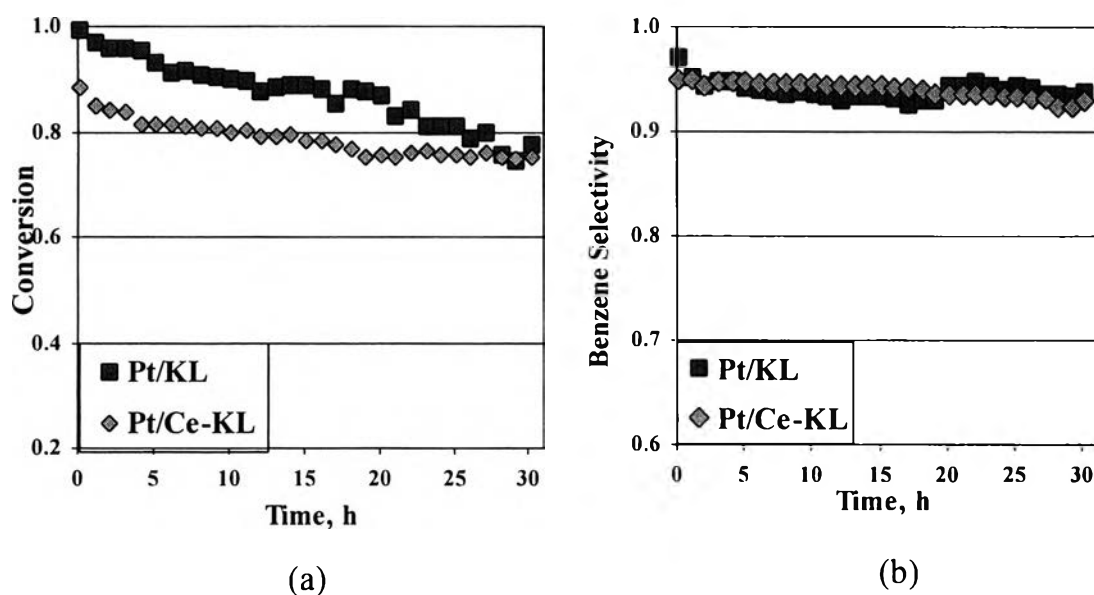 1.0
0.8
0.6
0.4
0.2
Conversion
Pt/KL
Pt/Ce-KL
0 5 10 15 20 25 30
Time, h
(a)
1.0
0.9
0.8
0.7
0.6
Benzene Selectivity
Pt/KL
Pt/Ce-KL
0 5 10 15 20 25 30
Time, h
(b)